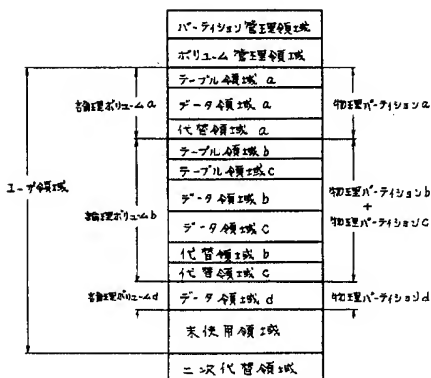 パーティション管理領域
ボリューム管理領域
テーブル領域 a
データ領域 a
代替領域 a
テーブル領域 b
テーブル領域 c
データ領域 b
データ領域 c
代替領域 b
代替領域 c
データ領域 d
未使用領域
二次代替領域
ユーザ領域
論理ボリュームa
論理ボリュームb
論理ボリュームd
物理パーティションa
物理パーティションb
+
物理パーティションc
物理パーティションd